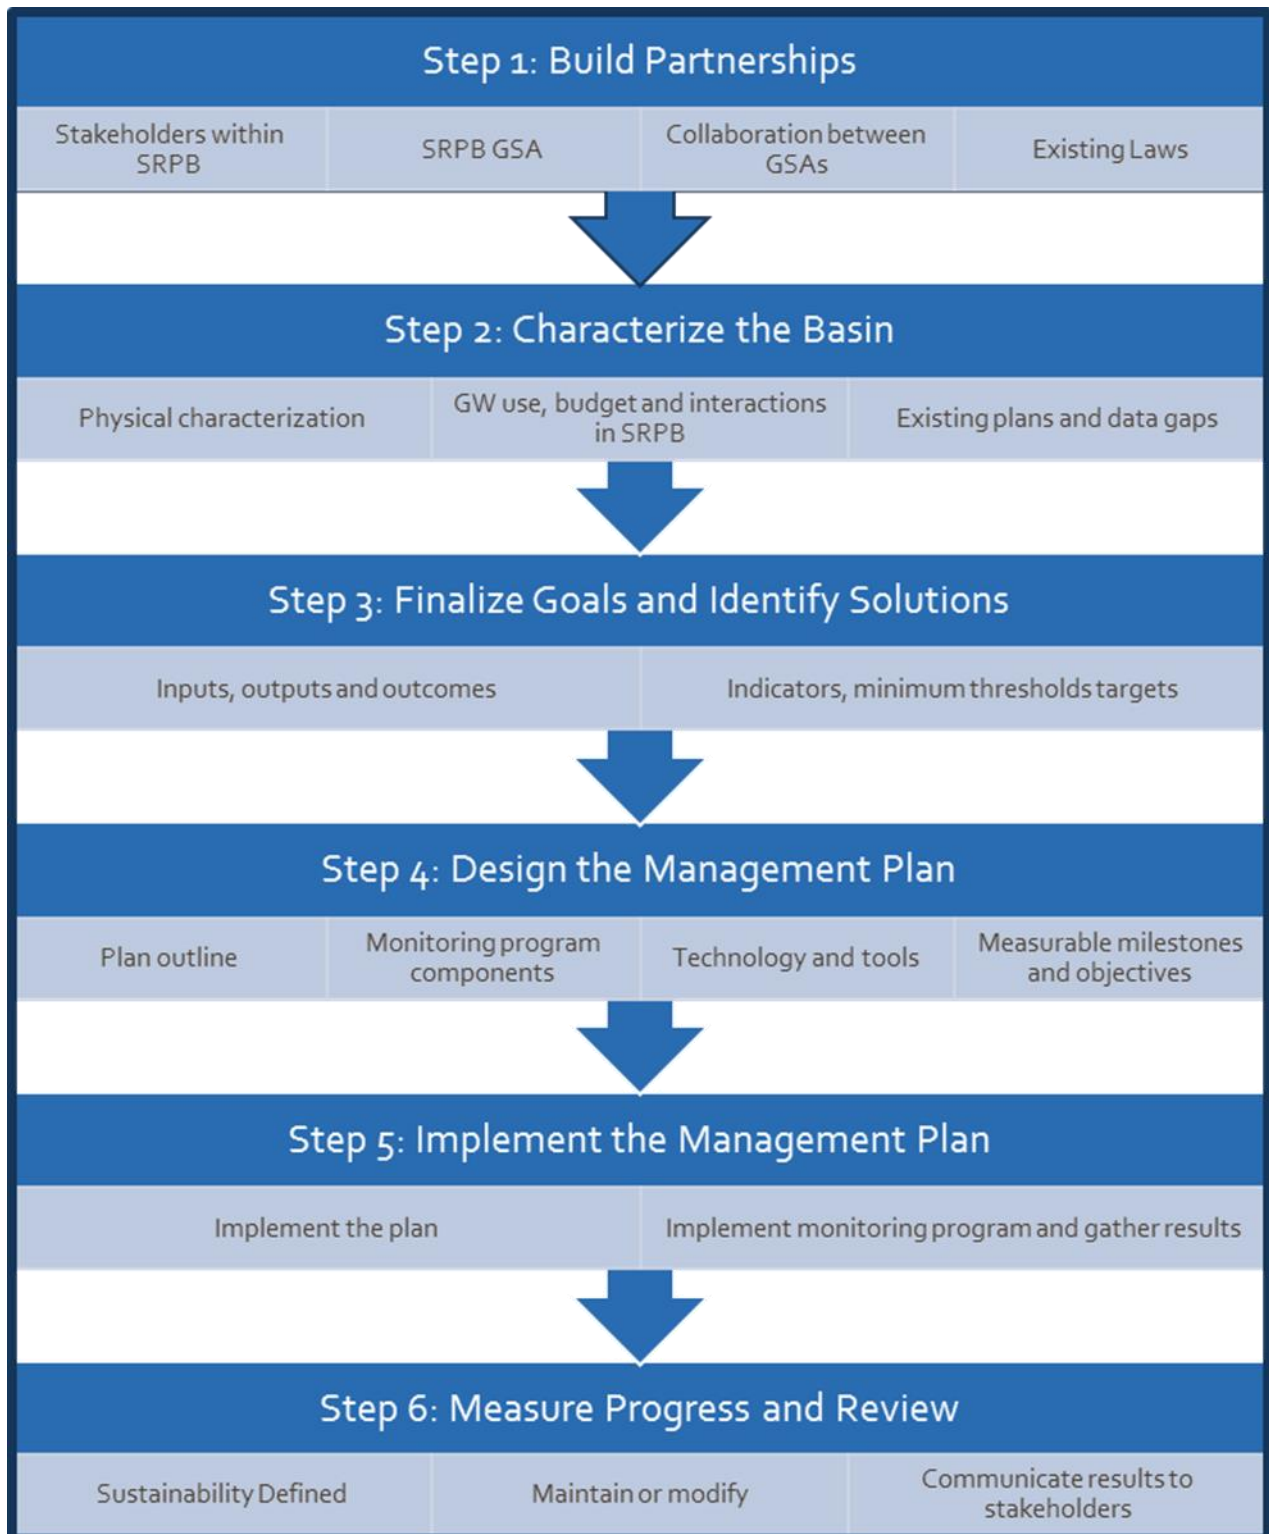 Step 1: Build Partnerships
Stakeholders within
SRPB
SRPB GSA
Collaboration between
GSAs
Existing Laws
Step 2: Characterize the Basin
Physical characterization
GW use, budget and interactions
in SRPB
Existing plans and data gaps
Step 3: Finalize Goals and Identify Solutions
Inputs, outputs and outcomes
Indicators, minimum thresholds targets
Step 4: Design the Management Plan
Plan outline
Monitoring program
components
Technology and tools
Measurable milestones
and objectives
Step 5: Implement the Management Plan
Implement the plan
Implement monitoring program and gather results
Step 6: Measure Progress and Review
Sustainability Defined
Maintain or modify
Communicate results to
stakeholders